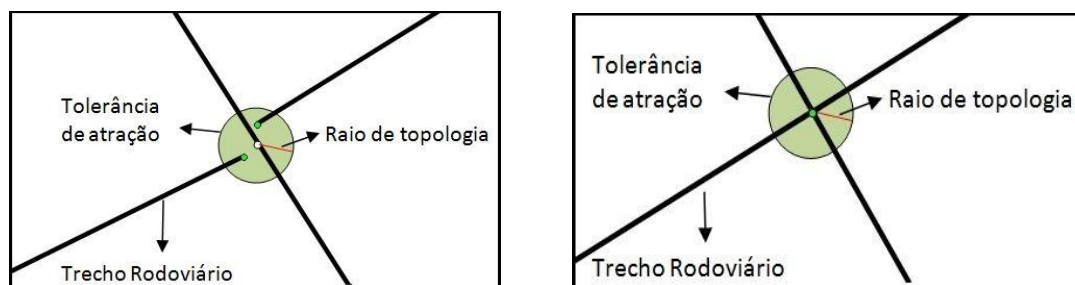 Tolerância
de atração
Raio de topologia
Trecho Rodoviário
Tolerância
de atração
Raio de topologia
Trecho Rodoviário